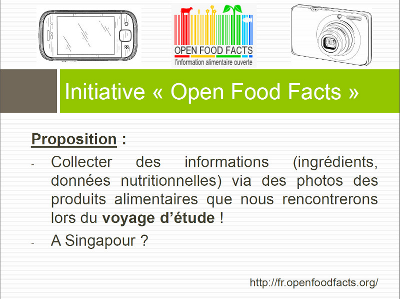 OPEN FOOD FACTS
l'information alimentaire ouverte
Initiative « Open Food Facts »
Proposition :
- Collecter des informations (ingrédients,
données nutritionnelles) via des photos des
produits alimentaires que nous rencontrerons
lors du voyage d'étude !
- A Singapour ?
http://fr.openfoodfacts.org/